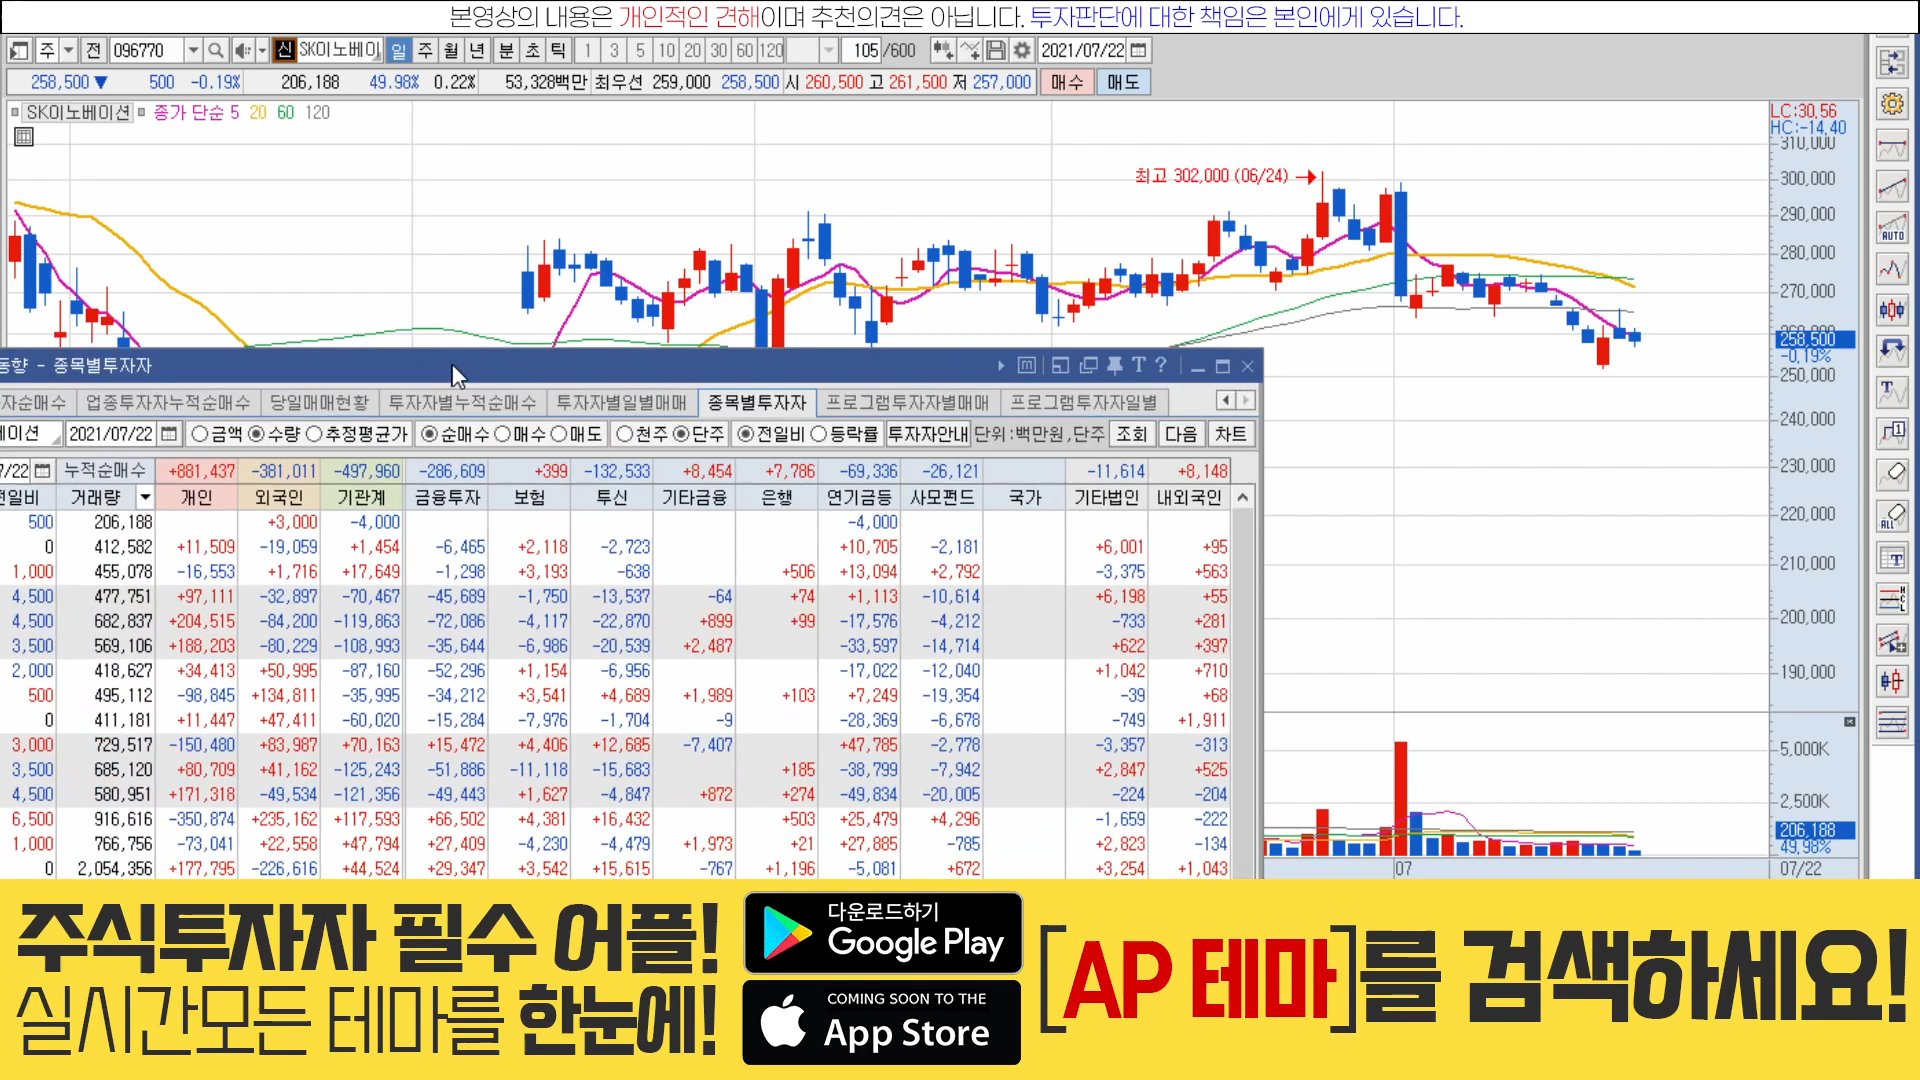 본영상의 내용은 개인적인 견해이며 추천의견은 아닙니다. 투자판단에 대한 책임은 본인에게 있습니다.
주 전 096770 신 SK이노베이 일 주 월 년 분 초 틱 1 3 5 10 20 30 60 120 105 /600 2021/07/22
258,500 ▼ 500 -0.19% 206,188 49.98% 0.22% 53,328백만 최우선 259,000 258,500 시 260,500 고 261,500 저 257,000 매수 매도
SK이노베이션 종가 단순 5 20 60 120
LC:30.56
HC:-14.40
310,000
최고 302,000 (06/24) →
300,000
290,000
280,000
270,000
258,500
-0.19%
250,000
240,000
230,000
220,000
210,000
200,000
190,000
5,000K
2,500K
206,188
49.98%
07
07/22
AUTO
ALL
동향 - 종목별투자자
자순매수 업종투자자누적순매수 당일매매현황 투자자별누적순매수 투자자별일별매매 종목별투자자 프로그램투자자별매매 프로그램투자자일별
베이션 2021/07/22 금액 수량 추정평균가 순매수 매수 매도 천주 단주 전일비 등락률 투자자안내 단위:백만원,단주 조회 다음 차트
7/22 누적순매수 +881,437 -381,011 -497,960 -286,609 +399 -132,533 +8,454 +7,786 -69,336 -26,121 -11,614 +8,148
전일비 거래량 개인 외국인 기관계 금융투자 보험 투신 기타금융 은행 연기금등 사모펀드 국가 기타법인 내외국인
500 206,188 +3,000 -4,000 -4,000
0 412,582 +11,509 -19,059 +1,454 -6,465 +2,118 -2,723 +10,705 -2,181 +6,001 +95
1,000 455,078 -16,553 +1,716 +17,649 -1,298 +3,193 -638 +506 +13,094 +2,792 -3,375 +563
4,500 477,751 +97,111 -32,897 -70,467 -45,689 -1,750 -13,537 -64 +74 +1,113 -10,614 +6,198 +55
4,500 682,837 +204,515 -84,200 -119,863 -72,086 -4,117 -22,870 +899 +99 -17,576 -4,212 -733 +281
3,500 569,106 +188,203 -80,229 -108,993 -35,644 -6,986 -20,539 +2,487 -33,597 -14,714 +622 +397
2,000 418,627 +34,413 +50,995 -87,160 -52,296 +1,154 -6,956 -17,022 -12,040 +1,042 +710
500 495,112 -98,845 +134,811 -35,995 -34,212 +3,541 +4,689 +1,989 +103 +7,249 -19,354 -39 +68
0 411,181 +11,447 +47,411 -60,020 -15,284 -7,976 -1,704 -9 -28,369 -6,678 -749 +1,911
3,000 729,517 -150,480 +83,987 +70,163 +15,472 +4,406 +12,685 -7,407 +47,785 -2,778 -3,357 -313
3,500 685,120 +80,709 +41,162 -125,243 -51,886 -11,118 -15,683 +185 -38,799 -7,942 +2,847 +525
4,500 580,951 +171,318 -49,534 -121,356 -49,443 +1,627 -4,847 +872 +274 -49,834 -20,005 -224 -204
6,500 916,616 -350,874 +235,162 +117,593 +66,502 +4,381 +16,432 +503 +25,479 +4,296 -1,659 -222
1,000 766,756 -73,041 +22,558 +47,794 +27,409 -4,230 -4,479 +1,973 +21 +27,885 -785 +2,823 -134
0 2,054,356 +177,795 -226,616 +44,524 +29,347 +3,542 +15,615 -767 +1,196 -5,081 +672 +3,254 +1,043
주식투자자 필수 어플!
실시간모든 테마를 한눈에!
다운로드하기
Google Play
COMING SOON TO THE
App Store
[AP 테마]를 검색하세요!